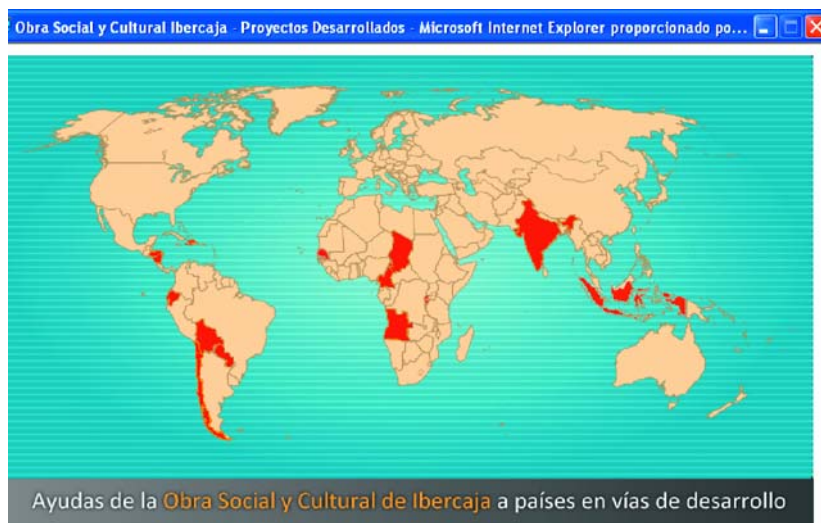 Obra Social y Cultural Ibercaja - Proyectos Desarrollados - Microsoft Internet Explorer proporcionado po...
Ayudas de la Obra Social y Cultural de Ibercaja a países en vías de desarrollo